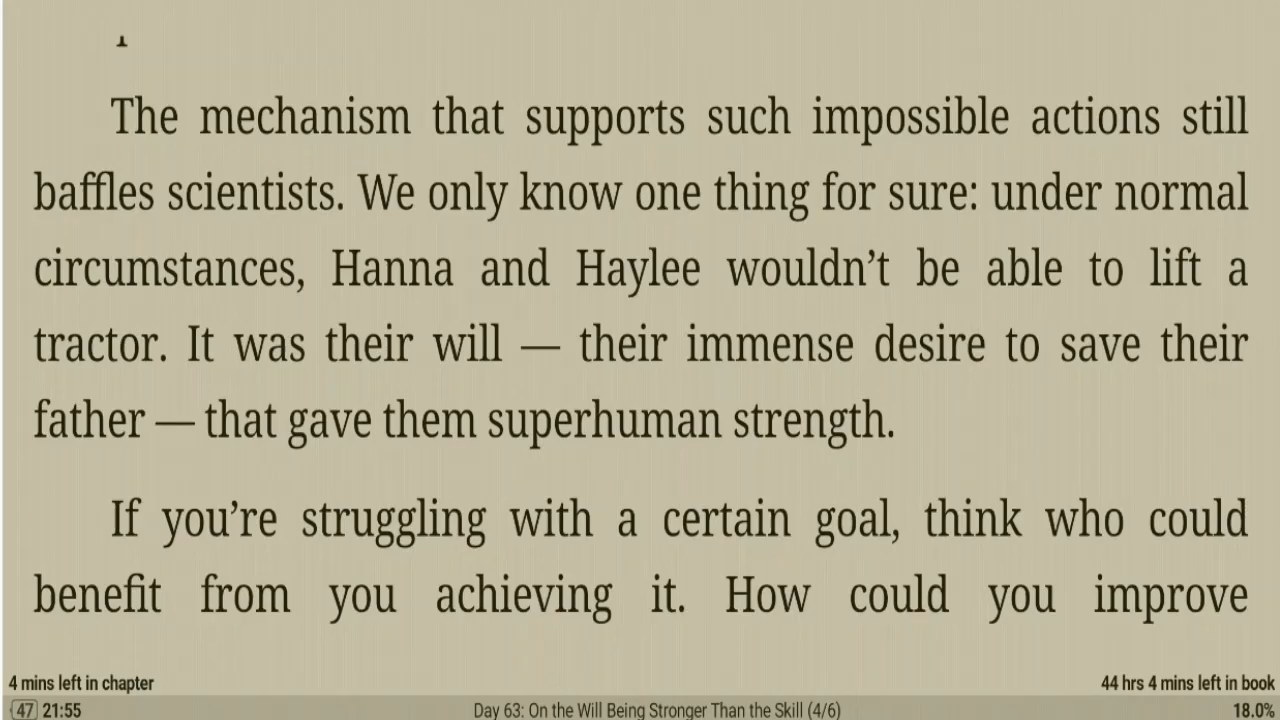 The mechanism that supports such impossible actions still
baffles scientists. We only know one thing for sure: under normal
circumstances, Hanna and Haylee wouldn’t be able to lift a
tractor. It was their will — their immense desire to save their
father — that gave them superhuman strength.
If you’re struggling with a certain goal, think who could
benefit from you achieving it. How could you improve
4 mins left in chapter
44 hrs 4 mins left in book
47 21:55
Day 63: On the Will Being Stronger Than the Skill (4/6)
18.0%